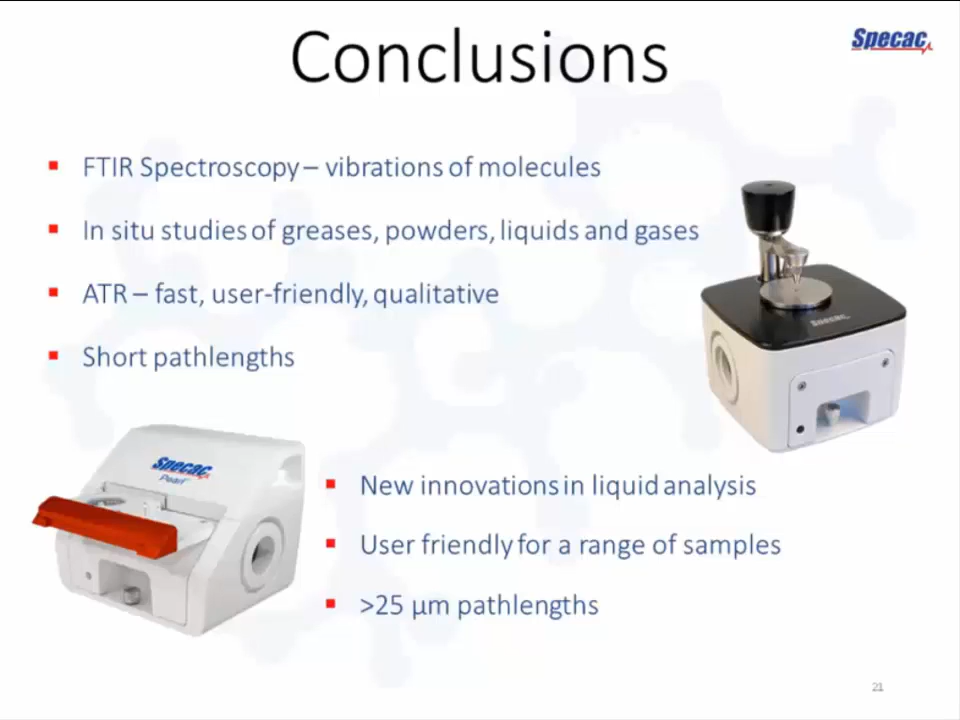 Conclusions
Specac
FTIR Spectroscopy – vibrations of molecules
In situ studies of greases, powders, liquids and gases
ATR – fast, user-friendly, qualitative
Specac
Short pathlengths
Specac
Pearl
New innovations in liquid analysis
User friendly for a range of samples
>25 µm pathlengths
21